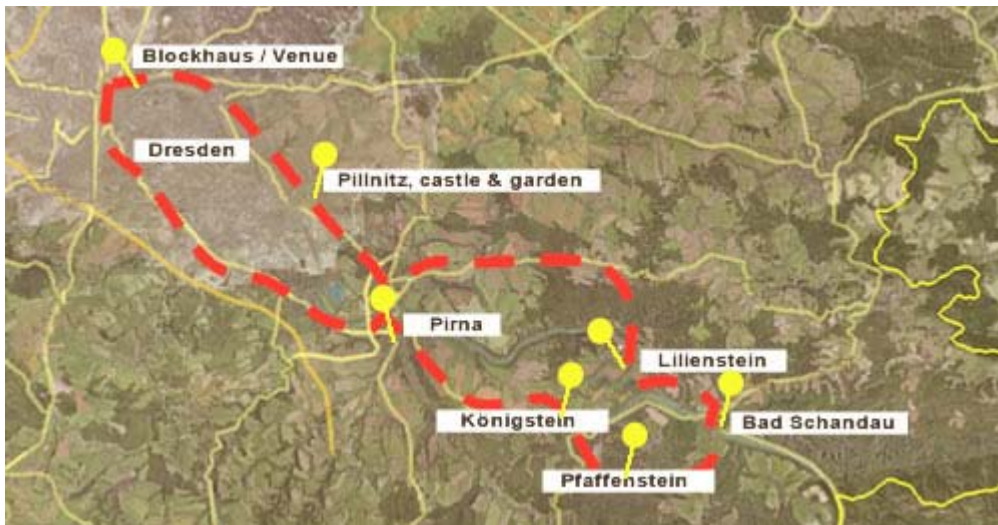 Blockhaus / Venue
Dresden
Pillnitz, castle & garden
Pirna
Lilienstein
Königstein
Bad Schandau
Pfaffenstein